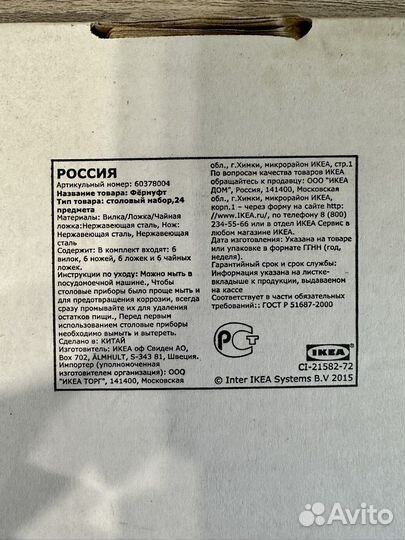 РОССИЯ
Артикульный номер: 60378004
Название товара: Фёрнуфт
Тип товара: столовый набор,24
предмета
Материалы: Вилка/Ложка/Чайная
ложка:Нержавеющая сталь, Нож:
Нержавеющая сталь, Нержавеющая
сталь
Содержит: В комплект входят: 6
вилок, 6 ножей, 6 ложек и 6 чайных
ложек.
Инструкции по уходу: Можно мыть в
посудомоечной машине., Чтобы
столовые приборы было проще мыть и
для предотвращения коррозии, всегда
сразу промывайте их для удаления
остатков пищи., Перед первым
использованием столовые приборы
необходимо вымыть и вытереть.
Сделано в: КИТАЙ
Изготовитель: ИКЕА оф Свиден АО,
Box 702, ÄLMHULT, S-343 81, Швеция.
Импортер (уполномоченная
изготовителем организация): ООО
"ИКЕА ТОРГ", 141400, Московская
обл., г.Химки, микрорайон ИКЕА, стр.1
По вопросам качества товаров ИКЕА
обращайтесь к продавцу: ООО "ИКЕА
ДОМ", Россия, 141400, Московская
обл., г.Химки, микрорайон ИКЕА,
корп.1 – через форму на сайте http:
//www.IKEA.ru/, по телефону 8 (800)
234-55-66 или в отдел ИКЕА Сервис в
любом магазине ИКЕА.
Дата изготовления: Указана на товаре
или упаковке в формате ГГНН (год,
неделя).
Гарантийный срок и срок службы:
Информация указана на листке-
вкладыше к продукции, выдаваемом
на кассе
Соответствует в части обязательных
требований: : ГОСТ Р 51687-2000
РСТ
IKEA
CI-21582-72
© Inter IKEA Systems B.V 2015
Avito